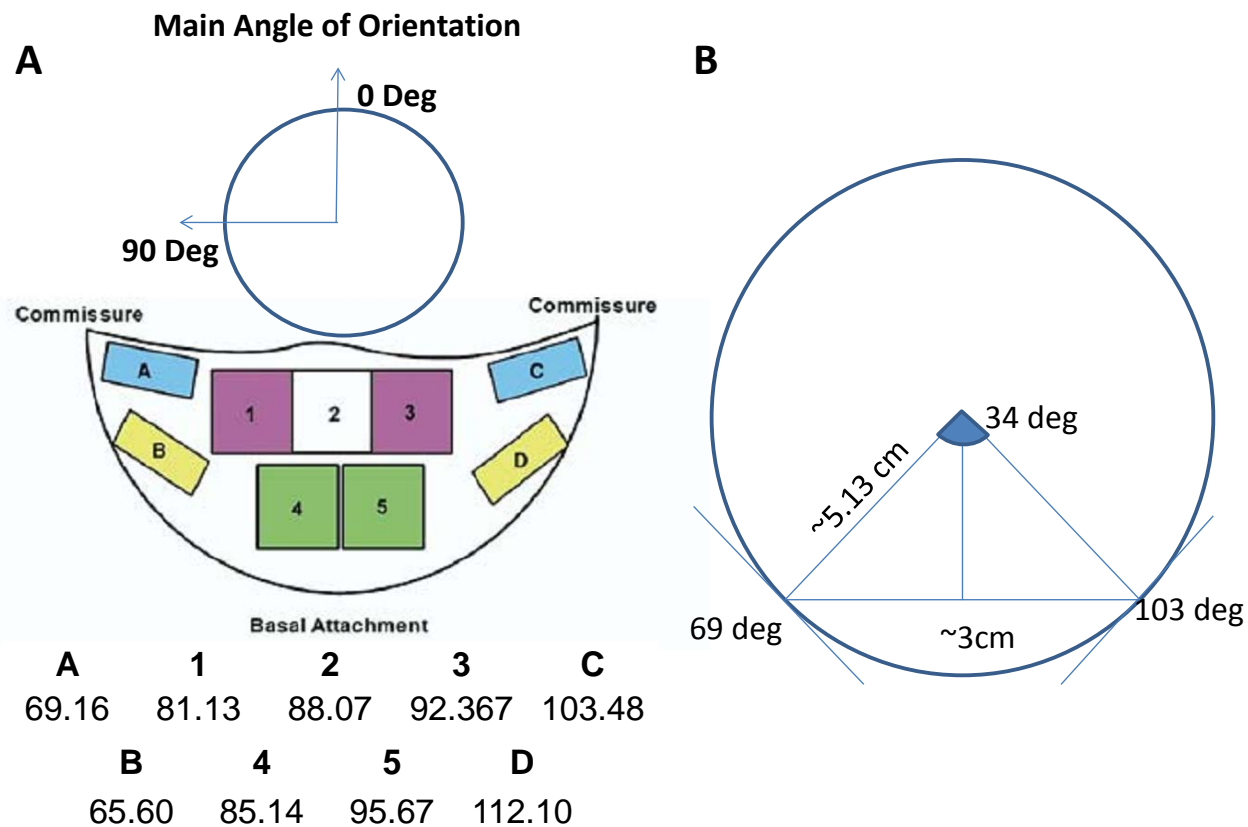 Main Angle of Orientation
A
0 Deg
90 Deg
Commissure
Commissure
A
1
2
3
C
B
4
5
D
Basal Attachment
A 1 2 3 C
69.16 81.13 88.07 92.367 103.48
B 4 5 D
65.60 85.14 95.67 112.10
B
34 deg
~5.13 cm
69 deg
~3cm
103 deg